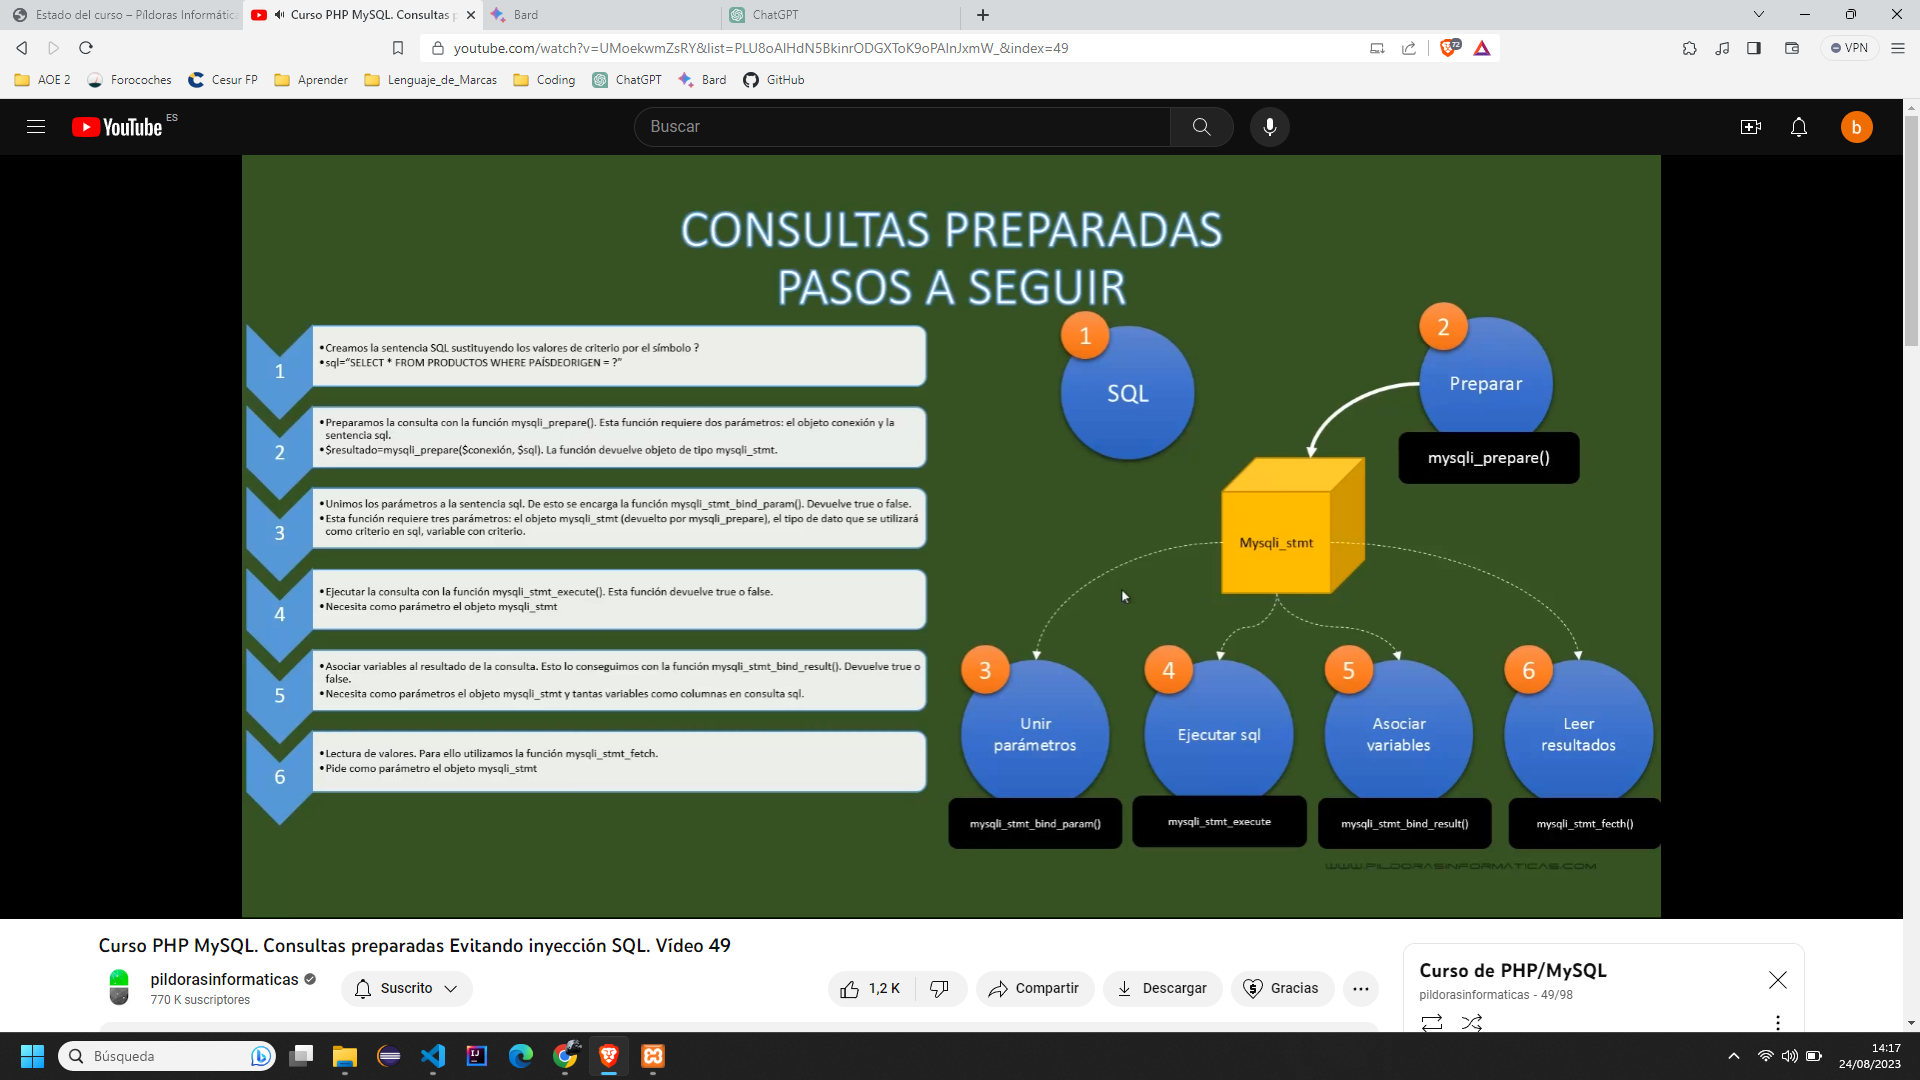 Estado del curso – Píldoras Informátic
Curso PHP MySQL. Consultas p
Bard
ChatGPT
youtube.com/watch?v=UMoekwmZsRY&list=PLU8oAlHdN5BkinrODGXToK9oPAlnJxmW_&index=49
72
VPN
AOE 2
Forocoches
Cesur FP
Aprender
Lenguaje_de_Marcas
Coding
ChatGPT
Bard
GitHub
YouTube ES
Buscar
b
CONSULTAS PREPARADAS
PASOS A SEGUIR
1
•Creamos la sentencia SQL sustituyendo los valores de criterio por el símbolo ?
•sql=“SELECT * FROM PRODUCTOS WHERE PAÍSDEORIGEN = ?”
2
•Preparamos la consulta con la función mysqli_prepare(). Esta función requiere dos parámetros: el objeto conexión y la
sentencia sql.
•$resultado=mysqli_prepare($conexión, $sql). La función devuelve objeto de tipo mysqli_stmt.
3
•Unimos los parámetros a la sentencia sql. De esto se encarga la función mysqli_stmt_bind_param(). Devuelve true o false.
•Esta función requiere tres parámetros: el objeto mysqli_stmt (devuelto por mysqli_prepare), el tipo de dato que se utilizará
como criterio en sql, variable con criterio.
4
•Ejecutar la consulta con la función mysqli_stmt_execute(). Esta función devuelve true o false.
•Necesita como parámetro el objeto mysqli_stmt
5
•Asociar variables al resultado de la consulta. Esto lo conseguimos con la función mysqli_stmt_bind_result(). Devuelve true o
false.
•Necesita como parámetros el objeto mysqli_stmt y tantas variables como columnas en consulta sql.
6
•Lectura de valores. Para ello utilizamos la función mysqli_stmt_fetch.
•Pide como parámetro el objeto mysqli_stmt
1
SQL
2
Preparar
mysqli_prepare()
Mysqli_stmt
3
Unir
parámetros
mysqli_stmt_bind_param()
4
Ejecutar sql
mysqli_stmt_execute
5
Asociar
variables
mysqli_stmt_bind_result()
6
Leer
resultados
mysqli_stmt_fecth()
WWW.PILDORASINFORMATICAS.COM
Curso PHP MySQL. Consultas preparadas Evitando inyección SQL. Vídeo 49
pildorasinformaticas
770 K suscriptores
Suscrito
1,2 K
Compartir
Descargar
Gracias
Curso de PHP/MySQL
pildorasinformaticas - 49/98
Búsqueda
14:17
24/08/2023